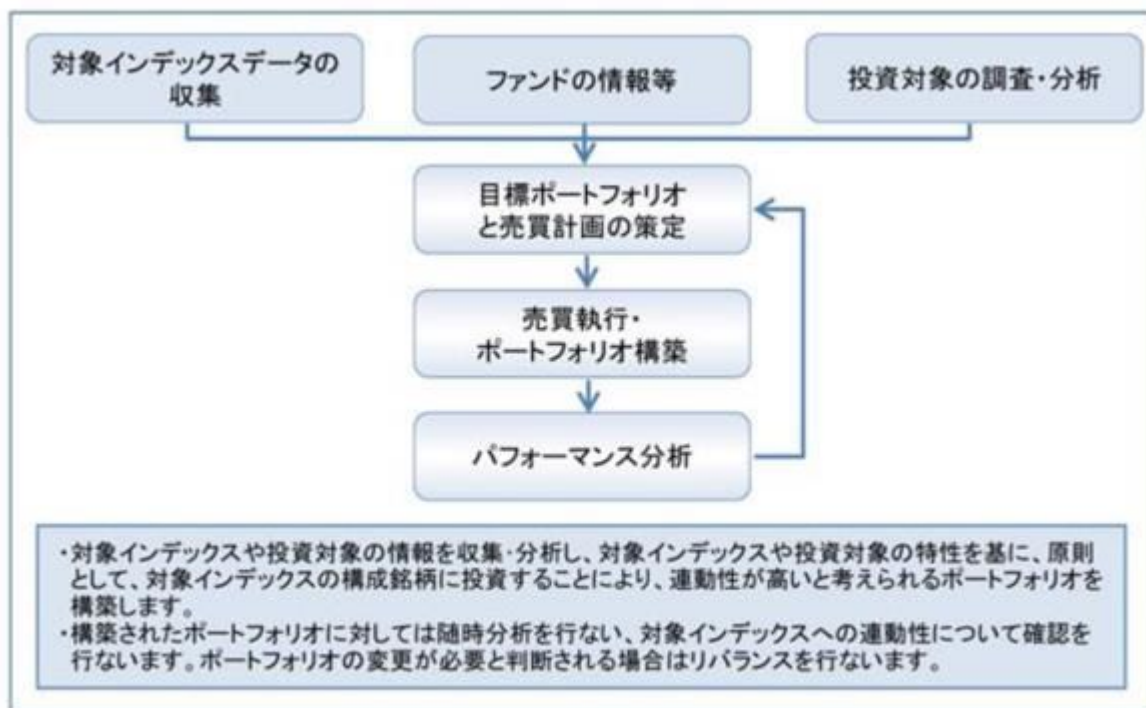 対象インデックスデータの
収集
ファンドの情報等
投資対象の調査・分析
目標ポートフォリオ
と売買計画の策定
売買執行・
ポートフォリオ構築
パフォーマンス分析
・対象インデックスや投資対象の情報を収集・分析し、対象インデックスや投資対象の特性を基に、原則
として、対象インデックスの構成銘柄に投資することにより、連動性が高いと考えられるポートフォリオを
構築します。
・構築されたポートフォリオに対しては随時分析を行ない、対象インデックスへの連動性について確認を
行ないます。ポートフォリオの変更が必要と判断される場合はリバランスを行ないます。